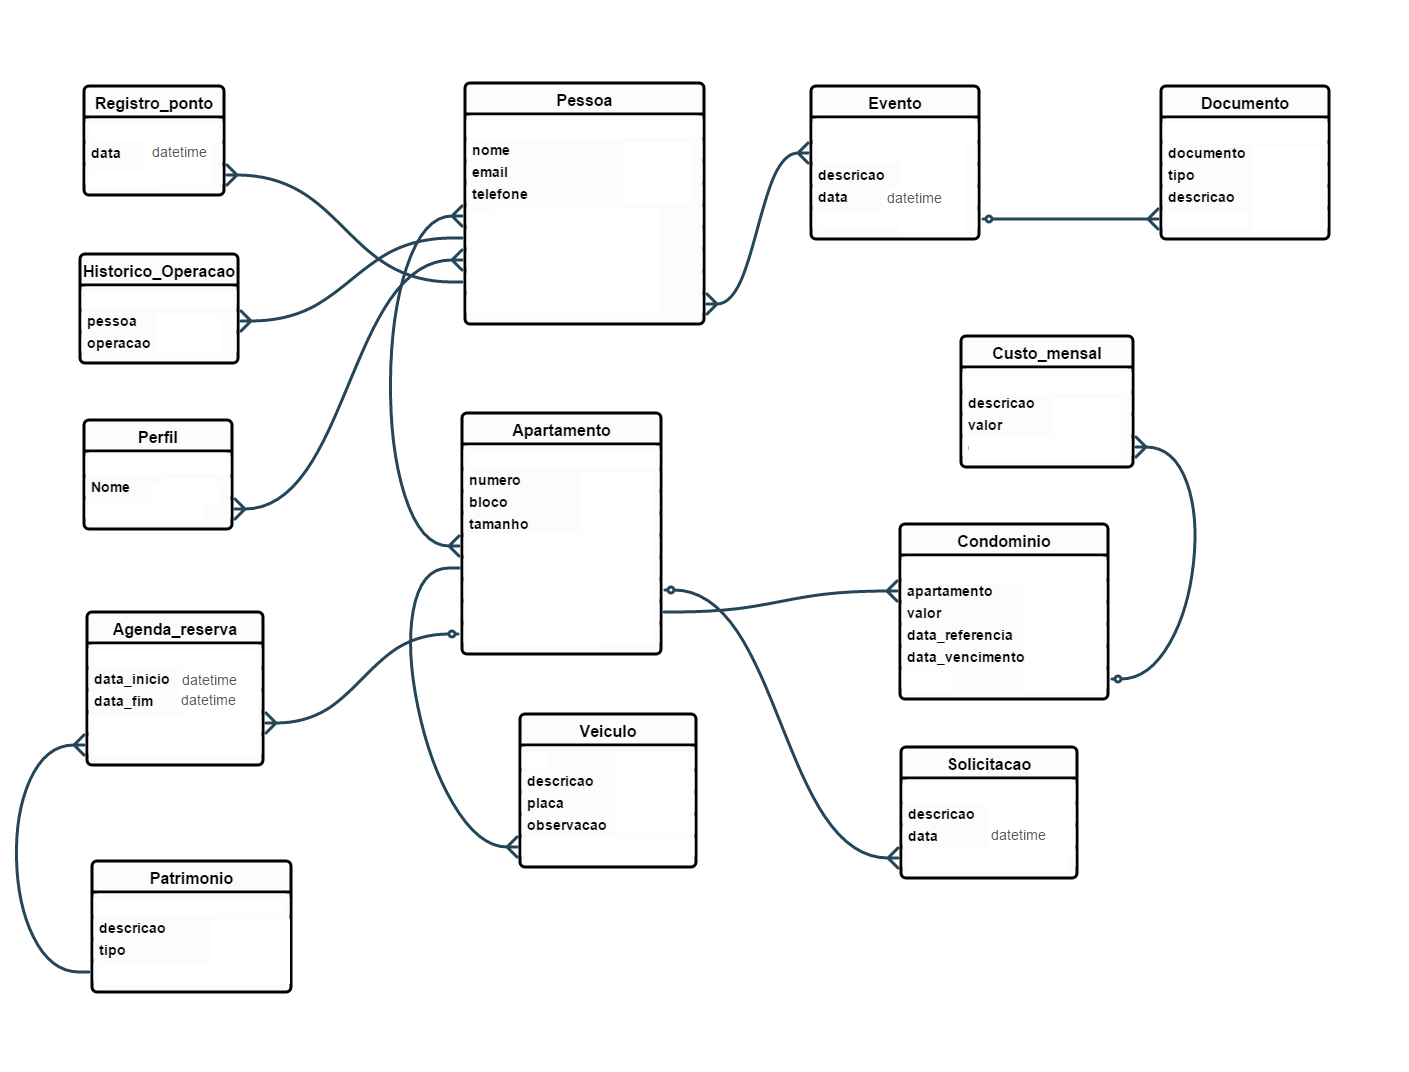 Registro_ponto
data datetime
Pessoa
nome
email
telefone
Evento
descricao
data datetime
Documento
documento
tipo
descricao
Historico_Operacao
pessoa
operacao
Custo_mensal
descricao
valor
Perfil
Nome
Apartamento
numero
bloco
tamanho
Condominio
apartamento
valor
data_referencia
data_vencimento
Agenda_reserva
data_inicio datetime
data_fim datetime
Veiculo
descricao
placa
observacao
Solicitacao
descricao
data datetime
Patrimonio
descricao
tipo